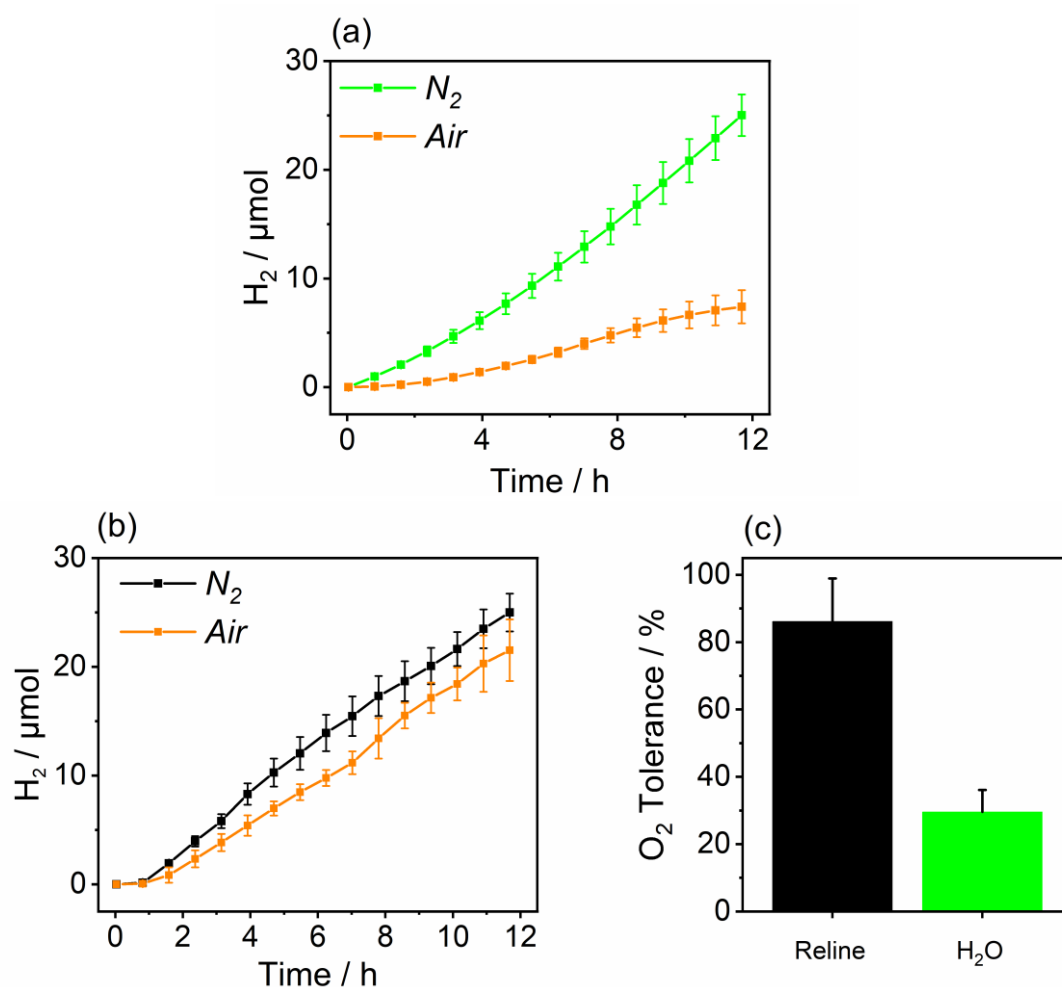 (a)
30
20
10
0
H₂ / µmol
N₂
Air
0 4 8 12
Time / h
(b)
30
20
10
0
H₂ / µmol
N₂
Air
0 2 4 6 8 10 12
Time / h
(c)
100
80
60
40
20
0
O₂ Tolerance / %
Reline H₂O